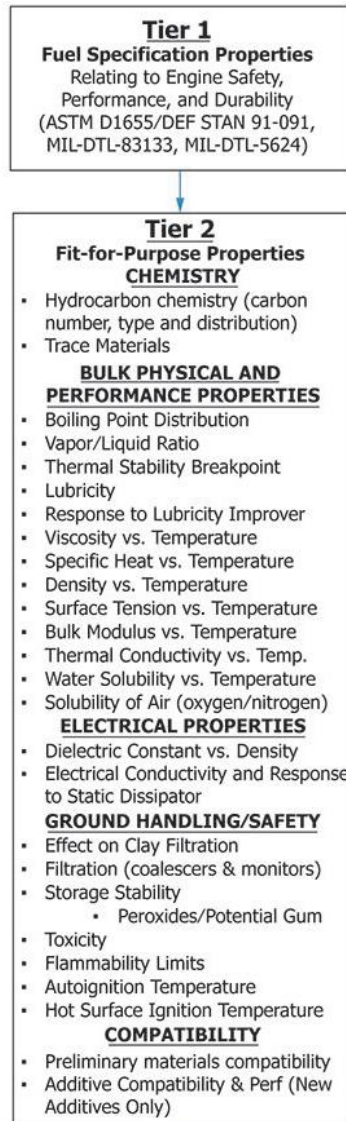 Tier 1
Fuel Specification Properties
Relating to Engine Safety,
Performance, and Durability
(ASTM D1655/DEF STAN 91-091,
MIL-DTL-83133, MIL-DTL-5624)
Tier 2
Fit-for-Purpose Properties
CHEMISTRY
▪ Hydrocarbon chemistry (carbon
number, type and distribution)
▪ Trace Materials
BULK PHYSICAL AND
PERFORMANCE PROPERTIES
▪ Boiling Point Distribution
▪ Vapor/Liquid Ratio
▪ Thermal Stability Breakpoint
▪ Lubricity
▪ Response to Lubricity Improver
▪ Viscosity vs. Temperature
▪ Specific Heat vs. Temperature
▪ Density vs. Temperature
▪ Surface Tension vs. Temperature
▪ Bulk Modulus vs. Temperature
▪ Thermal Conductivity vs. Temp.
▪ Water Solubility vs. Temperature
▪ Solubility of Air (oxygen/nitrogen)
ELECTRICAL PROPERTIES
▪ Dielectric Constant vs. Density
▪ Electrical Conductivity and Response
to Static Dissipator
GROUND HANDLING/SAFETY
▪ Effect on Clay Filtration
▪ Filtration (coalescers & monitors)
▪ Storage Stability
▪ Peroxides/Potential Gum
▪ Toxicity
▪ Flammability Limits
▪ Autoignition Temperature
▪ Hot Surface Ignition Temperature
COMPATIBILITY
▪ Preliminary materials compatibility
▪ Additive Compatibility & Perf (New
Additives Only)